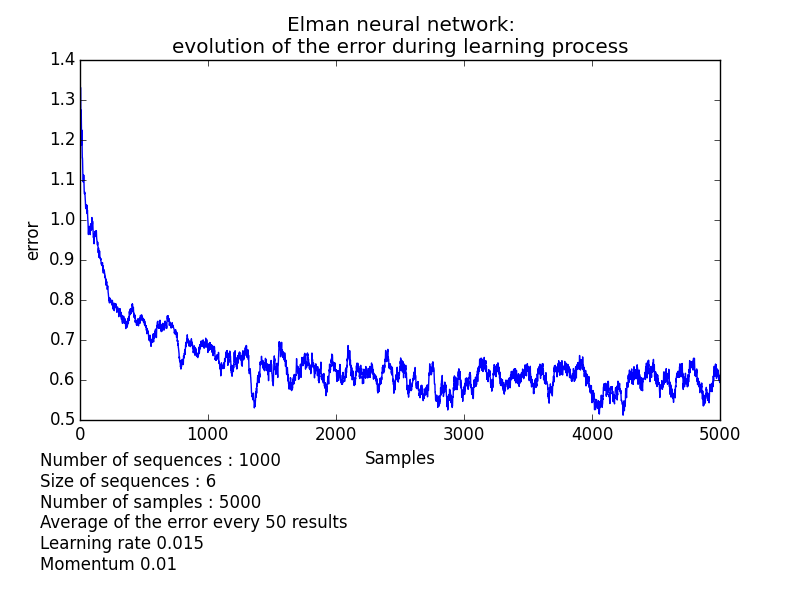 Elman neural network:
evolution of the error during learning process
1.4
1.3
1.2
1.1
1.0
0.9
0.8
0.7
0.6
0.5
error
0 1000 2000 3000 4000 5000
Samples
Number of sequences : 1000
Size of sequences : 6
Number of samples : 5000
Average of the error every 50 results
Learning rate 0.015
Momentum 0.01